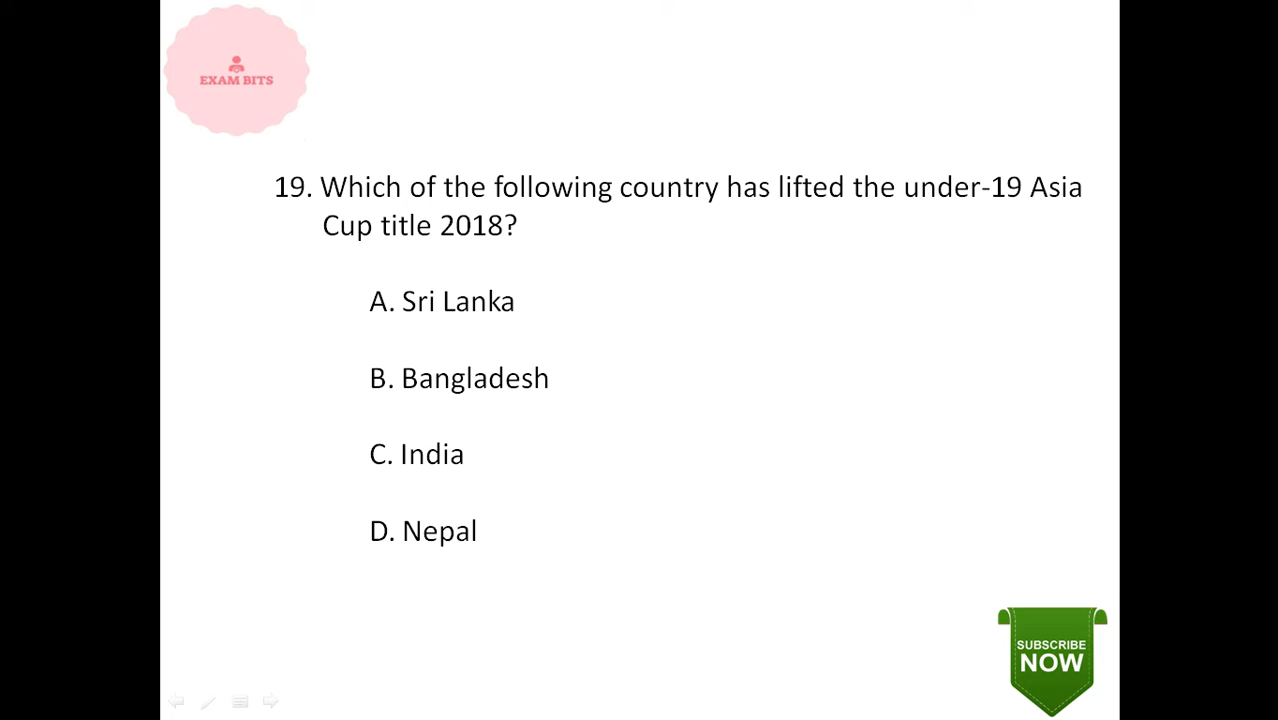 EXAM BITS
19. Which of the following country has lifted the under-19 Asia
Cup title 2018?
A. Sri Lanka
B. Bangladesh
C. India
D. Nepal
SUBSCRIBE
NOW